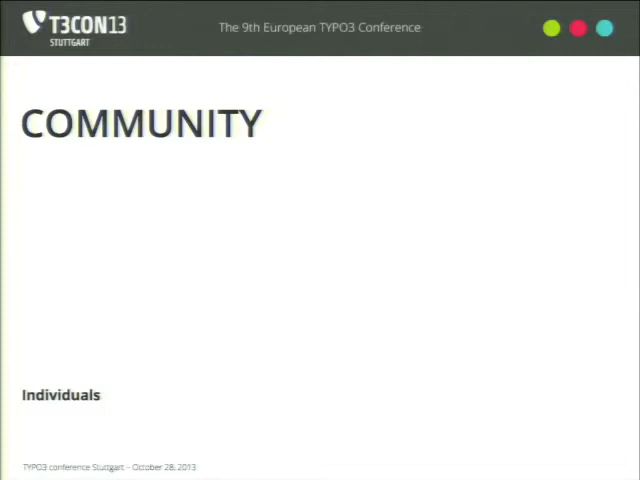 T3CON13
STUTTGART
The 9th European TYPO3 Conference
COMMUNITY
Individuals
TYPO3 conference Stuttgart – October 28, 2013